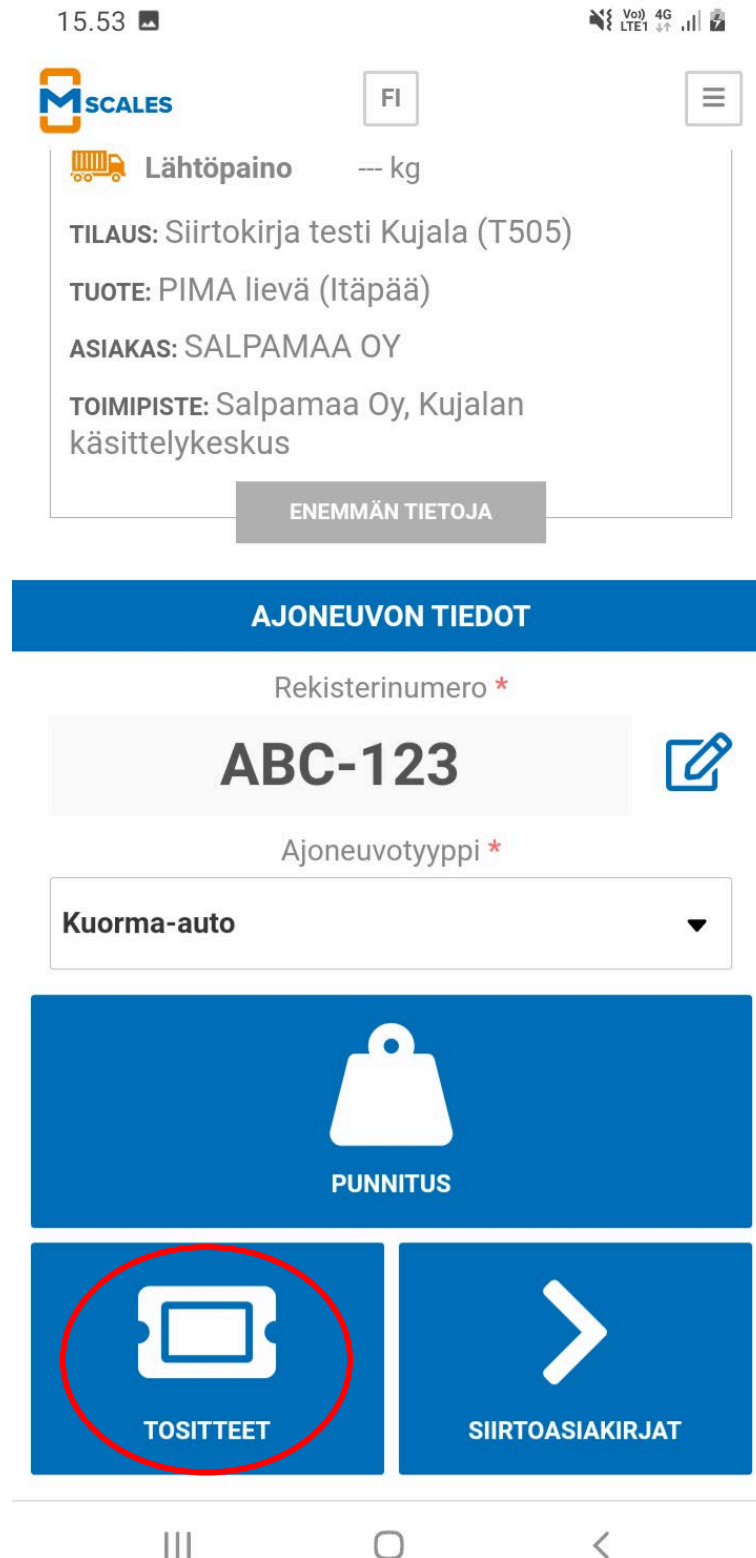 15.53 Vo)) LTE1 4G
MSCALES FI
Lähtöpaino --- kg
TILAUS: Siirtokirja testi Kujala (T505)
TUOTE: PIMA lievä (Itäpää)
ASIAKAS: SALPAMAA OY
TOIMIPISTE: Salpamaa Oy, Kujalan
käsittelykeskus
ENEMMÄN TIETOJA
AJONEUVON TIEDOT
Rekisterinumero *
ABC-123
Ajoneuvotyyppi *
Kuorma-auto
PUNNITUS
TOSITTEET SIIRTOASIAKIRJAT